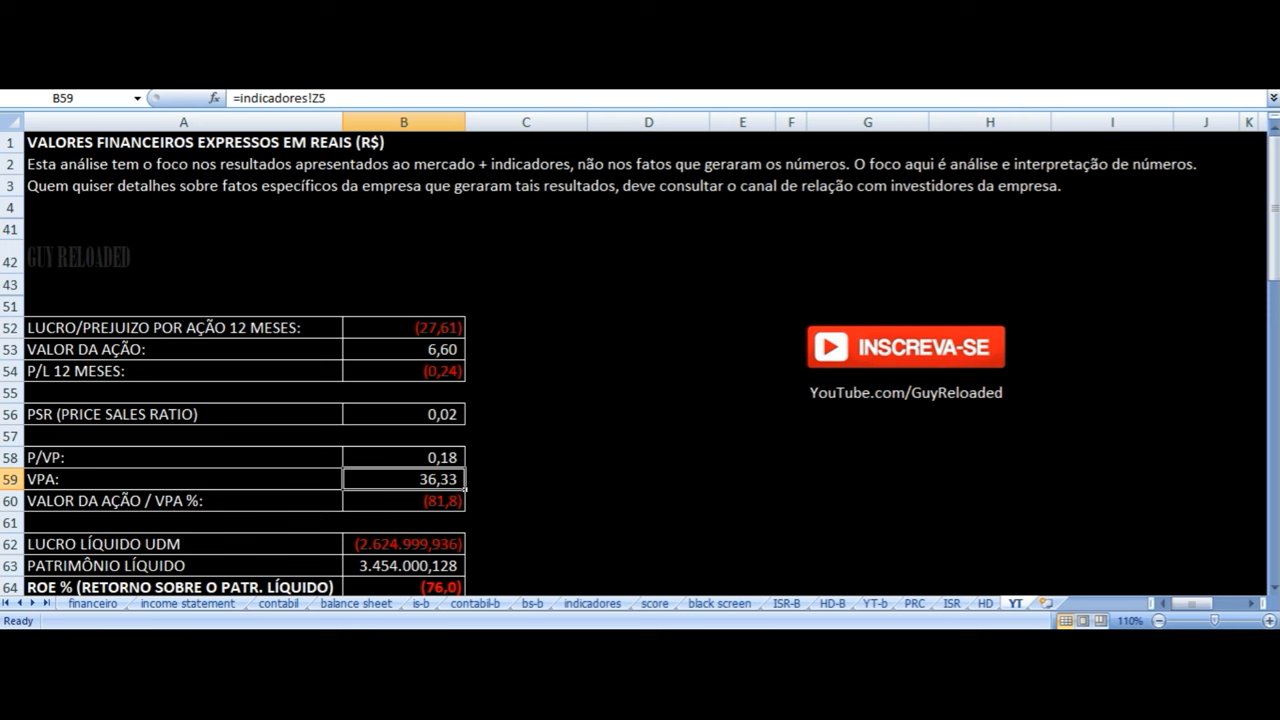 B59 fx =indicadores!Z5
A B C D E F G H I J K
1 VALORES FINANCEIROS EXPRESSOS EM REAIS (R$)
2 Esta análise tem o foco nos resultados apresentados ao mercado + indicadores, não nos fatos que geraram os números. O foco aqui é análise e interpretação de números.
3 Quem quiser detalhes sobre fatos específicos da empresa que geraram tais resultados, deve consultar o canal de relação com investidores da empresa.
4
41
42 GUY RELOADED
43
51
52 LUCRO/PREJUIZO POR AÇÃO 12 MESES: (27,61)
53 VALOR DA AÇÃO: 6,60
INSCREVA-SE
54 P/L 12 MESES: (0,24)
55
YouTube.com/GuyReloaded
56 PSR (PRICE SALES RATIO) 0,02
57
58 P/VP: 0,18
59 VPA: 36,33
60 VALOR DA AÇÃO / VPA %: (81,8)
61
62 LUCRO LÍQUIDO UDM (2.624.999,936)
63 PATRIMÔNIO LÍQUIDO 3.454.000,128
64 ROE % (RETORNO SOBRE O PATR. LÍQUIDO) (76,0)
financeiro income statement contabil balance sheet is-b contabil-b bs-b indicadores score black screen ISR-B HD-B YT-b PRC ISR HD YT
Ready 110%